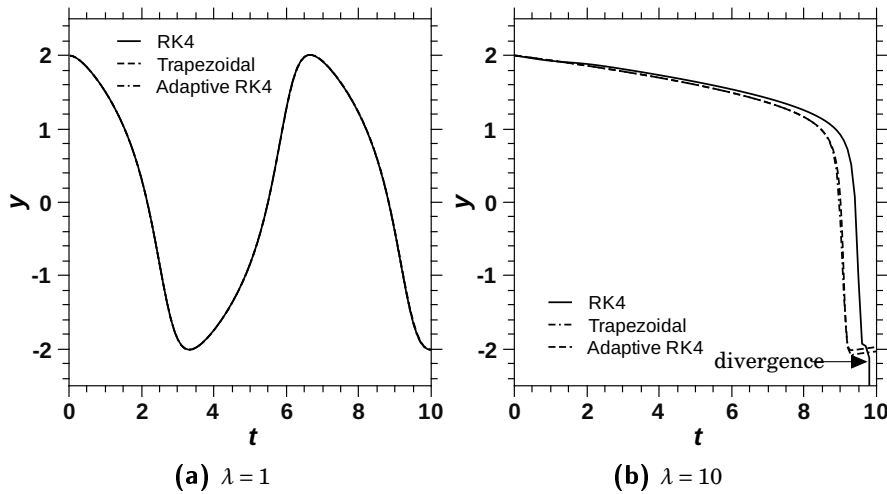 RK4
Trapezoidal
Adaptive RK4
2
1
0
-1
-2
y
0 2 4 6 8 10
t
(a) λ = 1
2
1
0
-1
-2
y
RK4
Trapezoidal
Adaptive RK4
divergence
0 2 4 6 8 10
t
(b) λ = 10